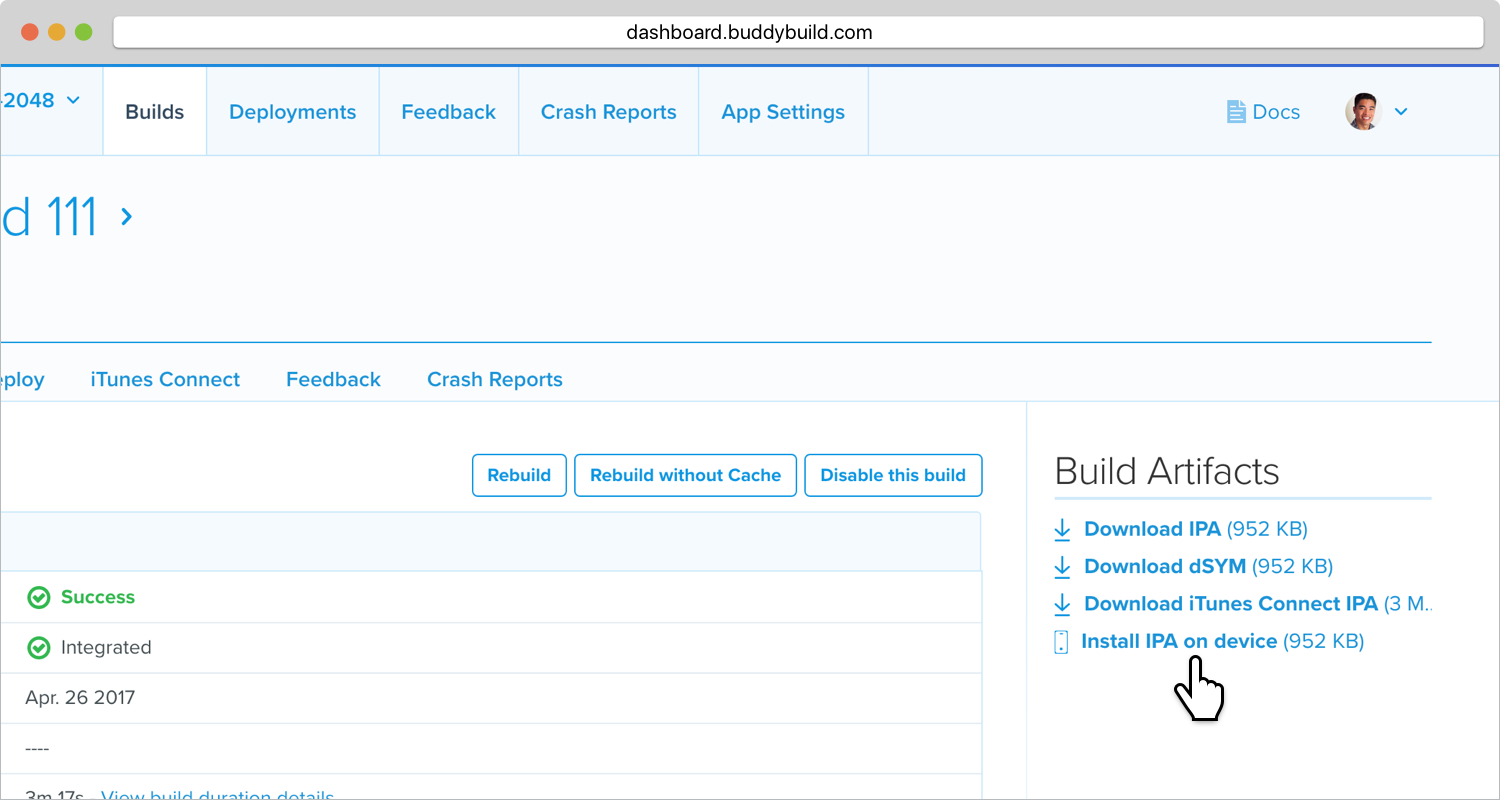 dashboard.buddybuild.com
-2048
Builds
Deployments
Feedback
Crash Reports
App Settings
Docs
d 111
eploy
iTunes Connect
Feedback
Crash Reports
Rebuild
Rebuild without Cache
Disable this build
Success
Integrated
Apr. 26 2017
----
3m 17s - View build duration details
Build Artifacts
Download IPA (952 KB)
Download dSYM (952 KB)
Download iTunes Connect IPA (3 M..
Install IPA on device (952 KB)